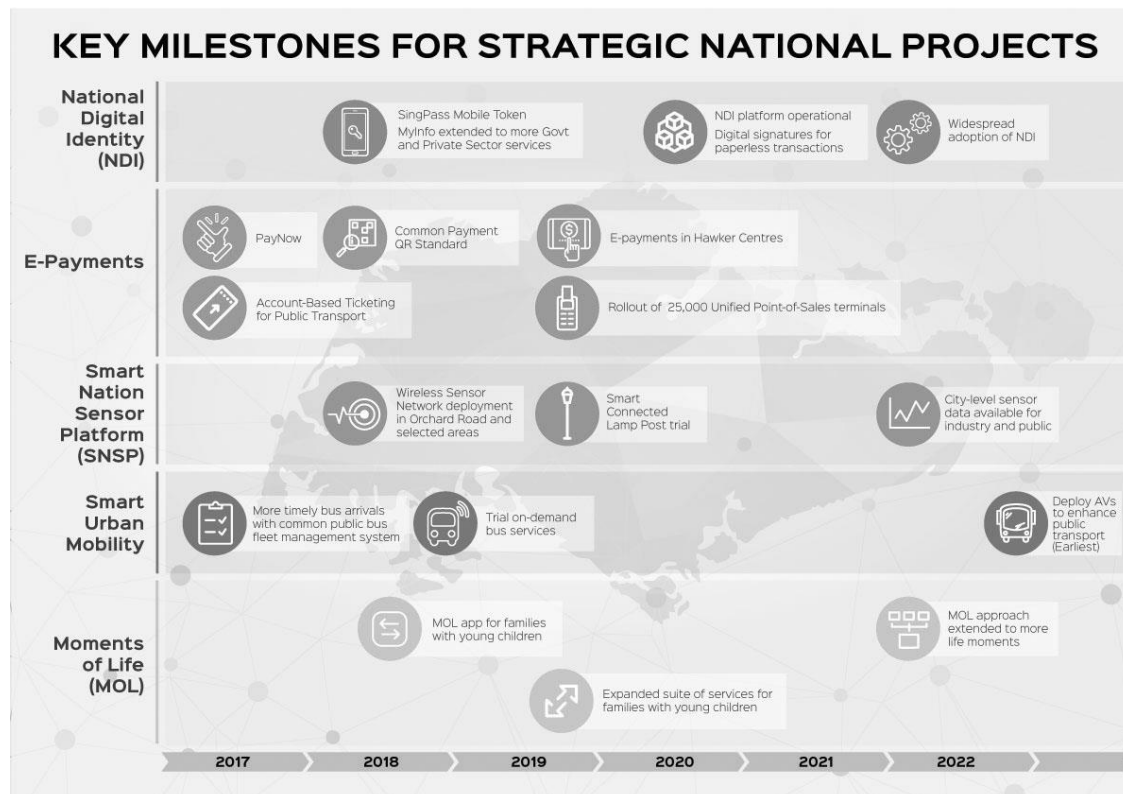 KEY MILESTONES FOR STRATEGIC NATIONAL PROJECTS
National
Digital
Identity
(NDI)
SingPass Mobile Token
MyInfo extended to more Govt
and Private Sector services
NDI platform operational
Digital signatures for
paperless transactions
Widespread
adoption of NDI
E-Payments
PayNow
Common Payment
QR Standard
E-payments in Hawker Centres
Account-Based Ticketing
for Public Transport
Rollout of 25,000 Unified Point-of-Sales terminals
Smart
Nation
Sensor
Platform
(SNSP)
Wireless Sensor
Network deployment
in Orchard Road and
selected areas
Smart
Connected
Lamp Post trial
City-level sensor
data available for
industry and public
Smart
Urban
Mobility
More timely bus arrivals
with common public bus
fleet management system
Trial on-demand
bus services
Deploy AVs
to enhance
public
transport
(Earliest)
Moments
of Life
(MOL)
MOL app for families
with young children
MOL approach
extended to more
life moments
Expanded suite of services for
families with young children
2017 2018 2019 2020 2021 2022